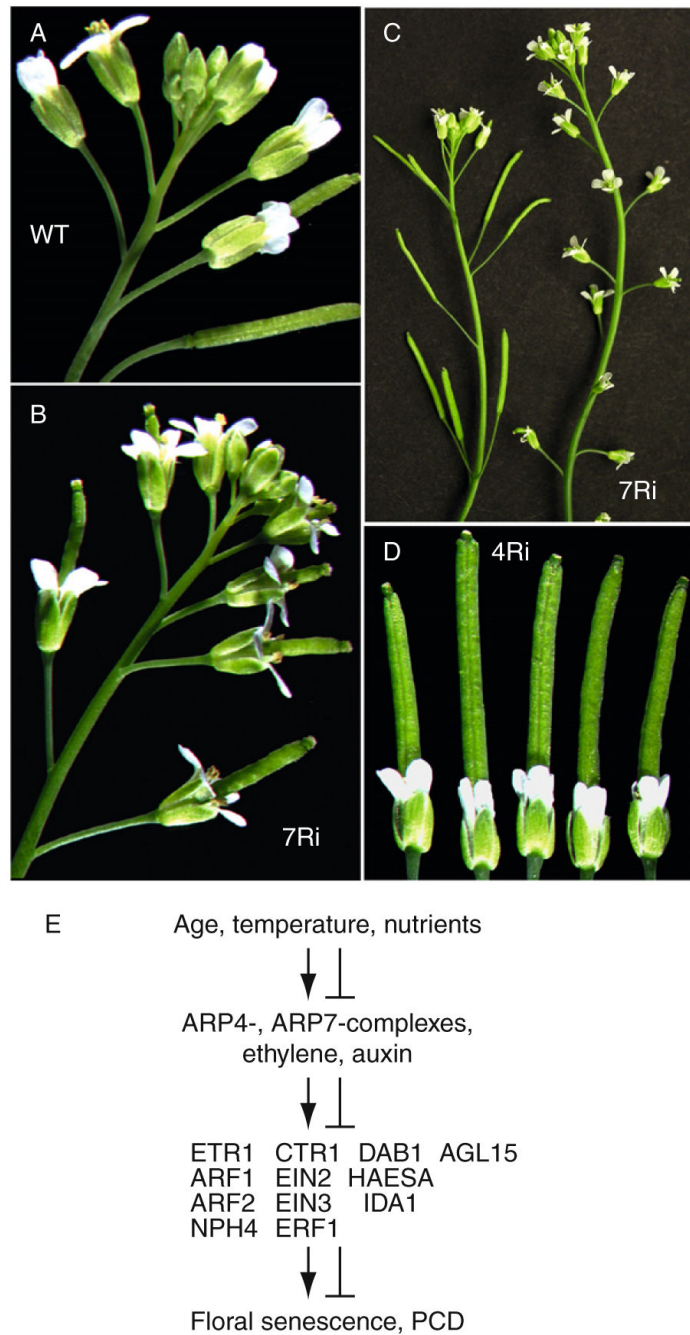 A
WT
B
7Ri
C
7Ri
D
4Ri
E
Age, temperature, nutrients
ARP4-, ARP7-complexes,
ethylene, auxin
ETR1 CTR1 DAB1 AGL15
ARF1 EIN2 HAESA
ARF2 EIN3 IDA1
NPH4 ERF1
Floral senescence, PCD